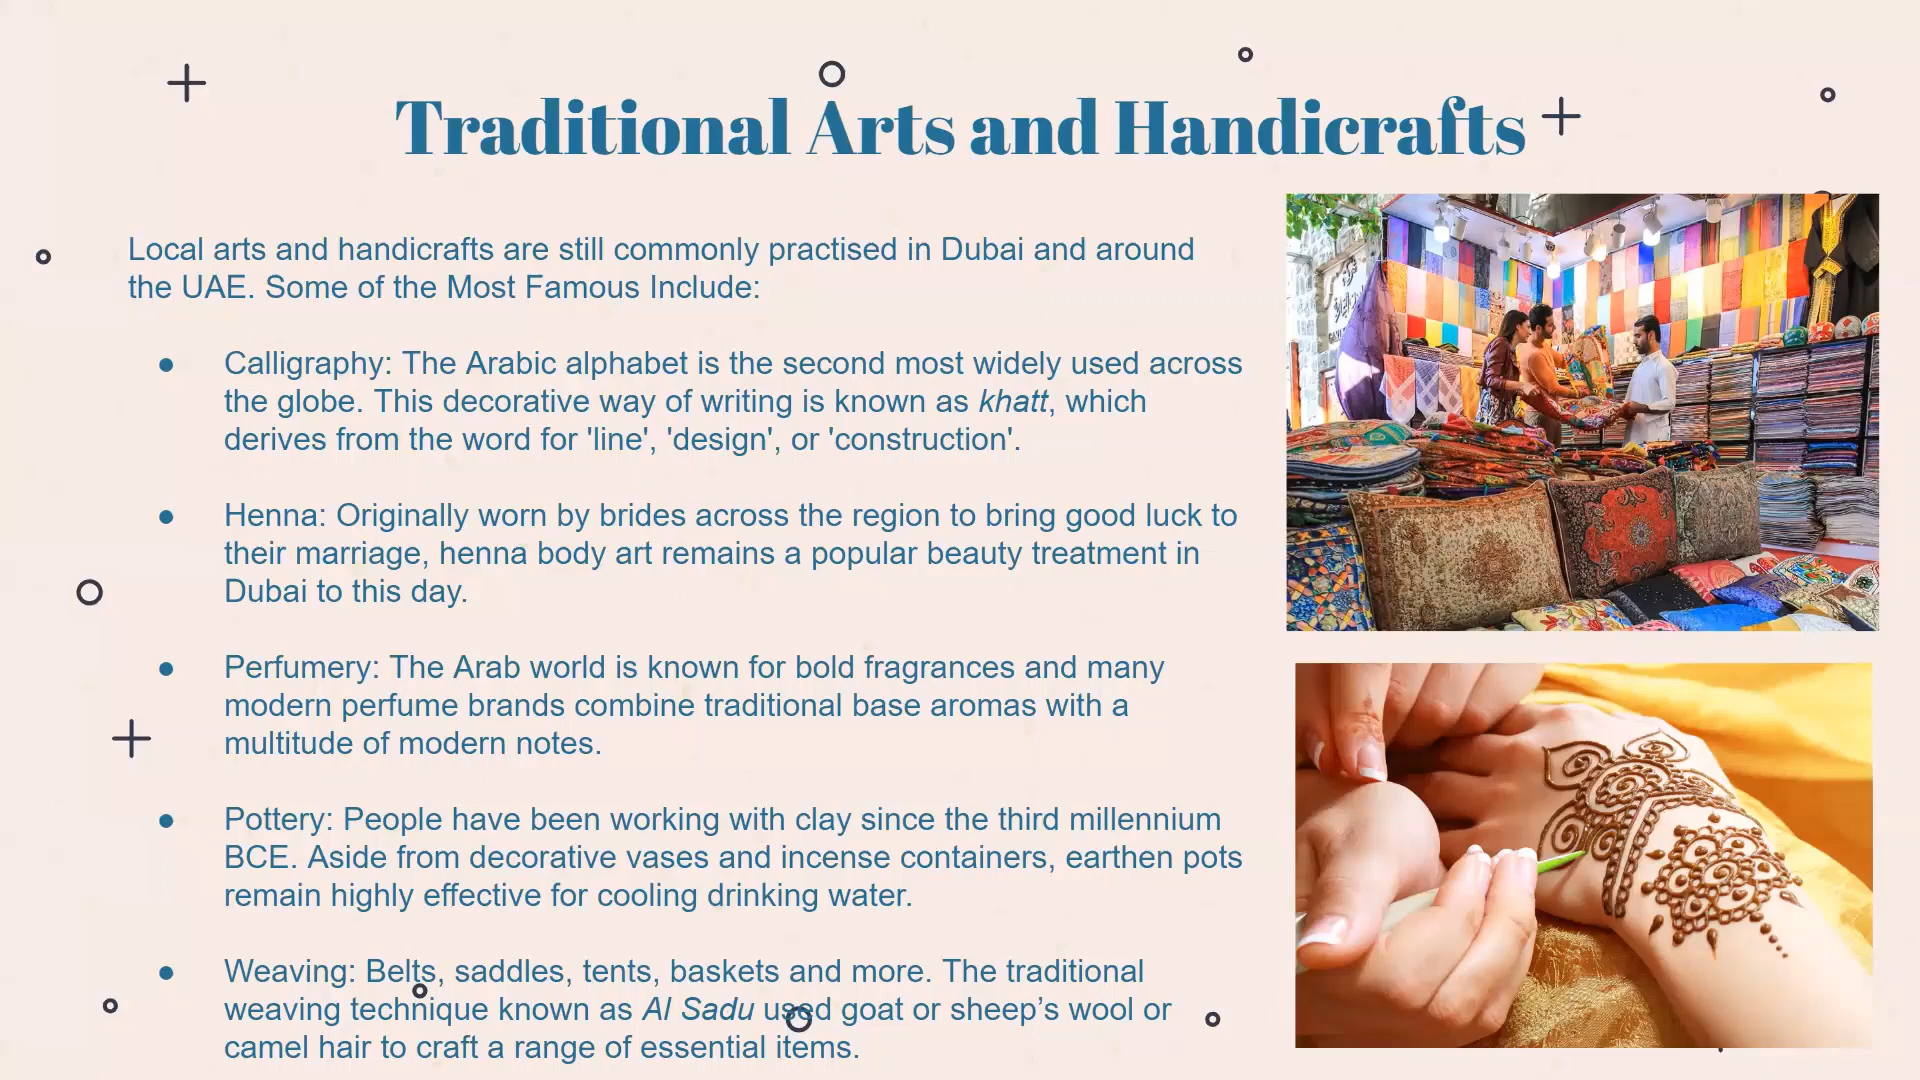 Traditional Arts and Handicrafts
Local arts and handicrafts are still commonly practised in Dubai and around
the UAE. Some of the Most Famous Include:
● Calligraphy: The Arabic alphabet is the second most widely used across
the globe. This decorative way of writing is known as khatt, which
derives from the word for 'line', 'design', or 'construction'.
● Henna: Originally worn by brides across the region to bring good luck to
their marriage, henna body art remains a popular beauty treatment in
Dubai to this day.
● Perfumery: The Arab world is known for bold fragrances and many
modern perfume brands combine traditional base aromas with a
multitude of modern notes.
● Pottery: People have been working with clay since the third millennium
BCE. Aside from decorative vases and incense containers, earthen pots
remain highly effective for cooling drinking water.
● Weaving: Belts, saddles, tents, baskets and more. The traditional
weaving technique known as Al Sadu used goat or sheep’s wool or
camel hair to craft a range of essential items.